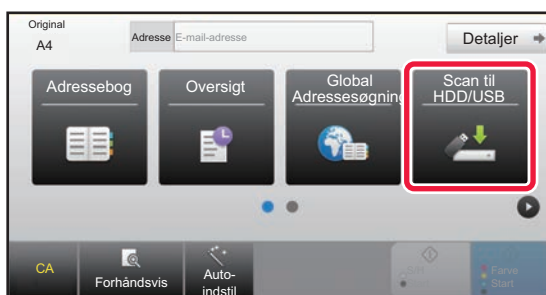 Original
A4
Adresse
E-mail-adresse
Detaljer
Adressebog
Oversigt
Global
Adressesøgning
Scan til
HDD/USB
CA
Forhåndsvis
Auto-
indstil
Farve
Start